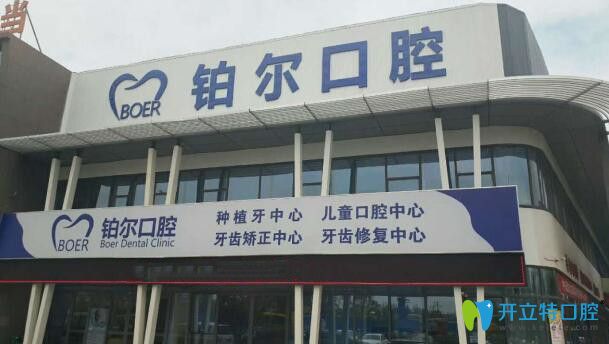 当
BOER 铂尔口腔
BOER 铂尔口腔 Boer Dental Clinic
种植牙中心 儿童口腔中心
牙齿矫正中心 牙齿修复中心
开立特口腔